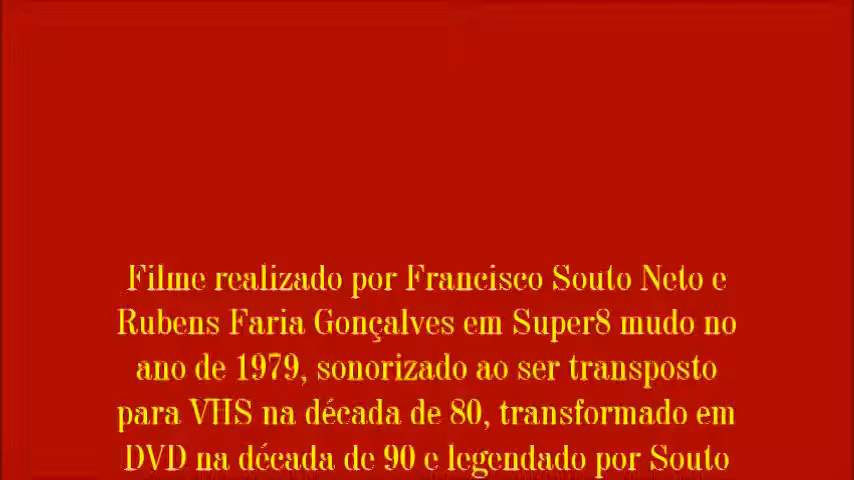 Filme realizado por Francisco Souto Neto e
Rubens Faria Gonçalves em Super8 mudo no
ano de 1979, sonorizado ao ser transposto
para VHS na década de 80, transformado em
DVD na década de 90 e legendado por Souto